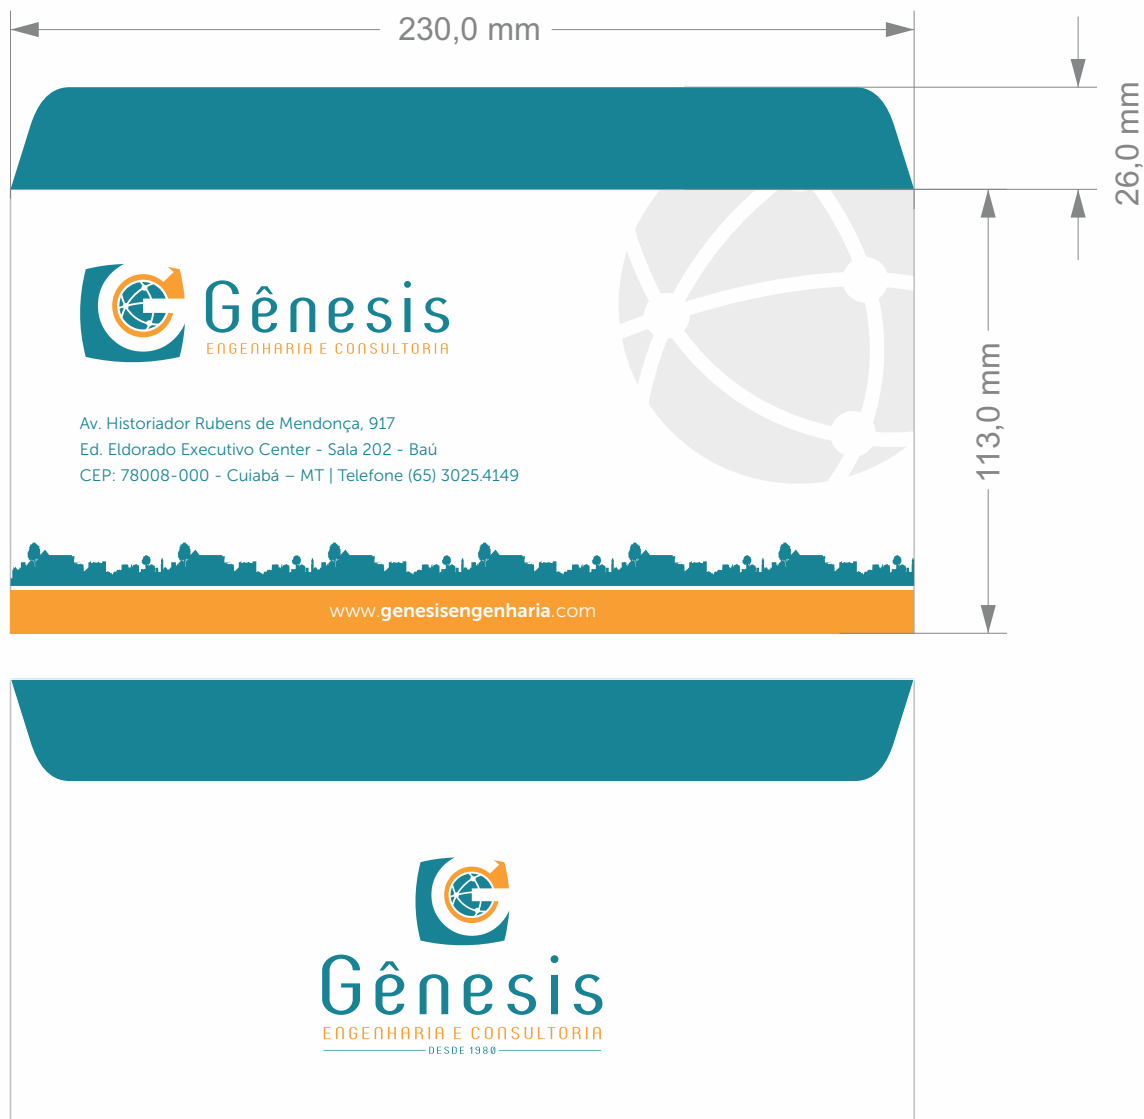 230,0 mm
26,0 mm
Gênesis
ENGENHARIA E CONSULTORIA
113,0 mm
Av. Historiador Rubens de Mendonça, 917
Ed. Eldorado Executivo Center - Sala 202 - Baú
CEP: 78008-000 - Cuiabá – MT | Telefone (65) 3025.4149
www.genesisengenharia.com
Gênesis
ENGENHARIA E CONSULTORIA
DESDE 1980